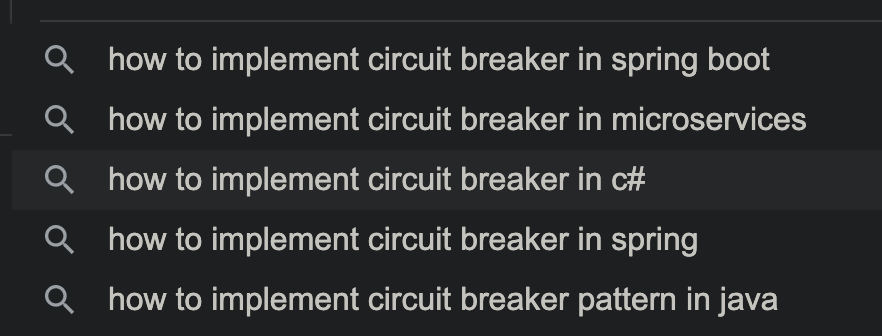 how to implement circuit breaker in spring boot
how to implement circuit breaker in microservices
how to implement circuit breaker in c#
how to implement circuit breaker in spring
how to implement circuit breaker pattern in java